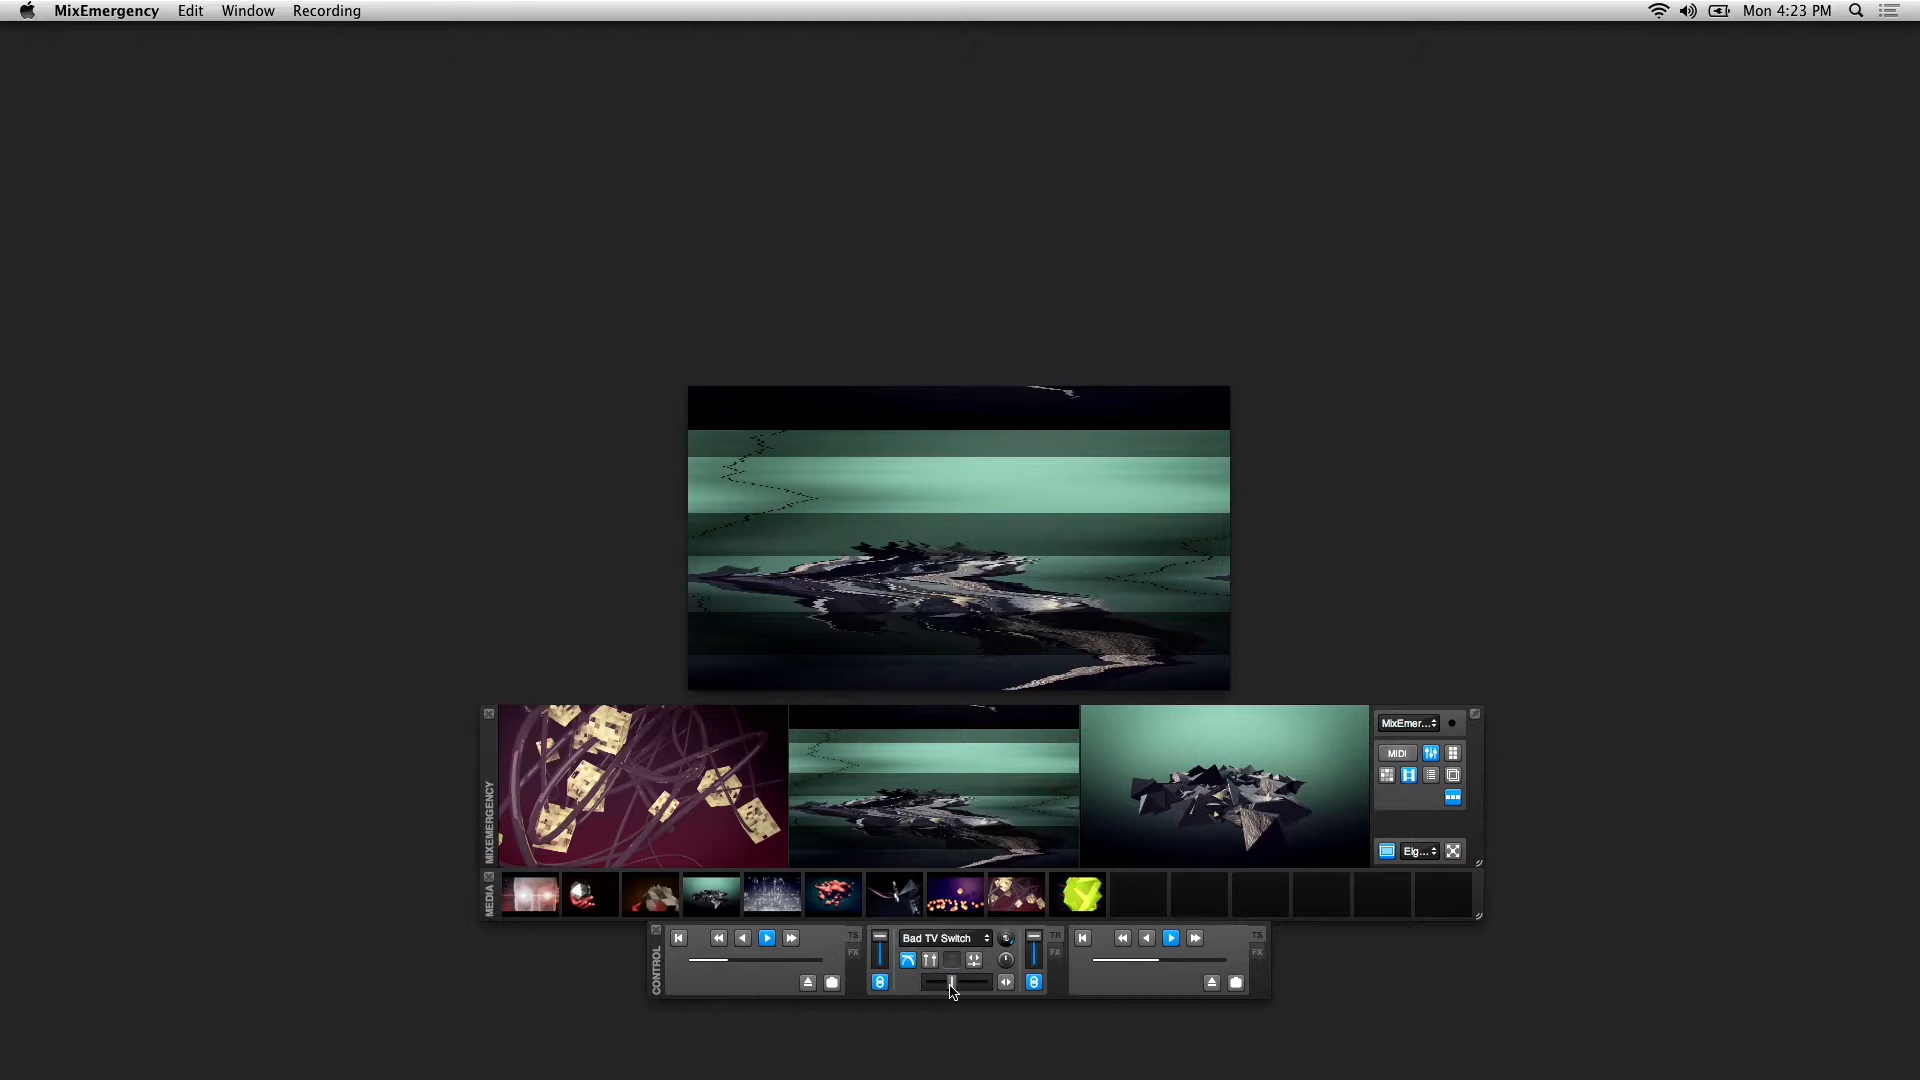 MixEmergency Edit Window Recording Mon 4:23 PM
MIXEMERGENCY
MixEmer...
MIDI
Elg...
MEDIA
CONTROL
TS
FX
Bad TV Switch
TR
FX
TS
FX